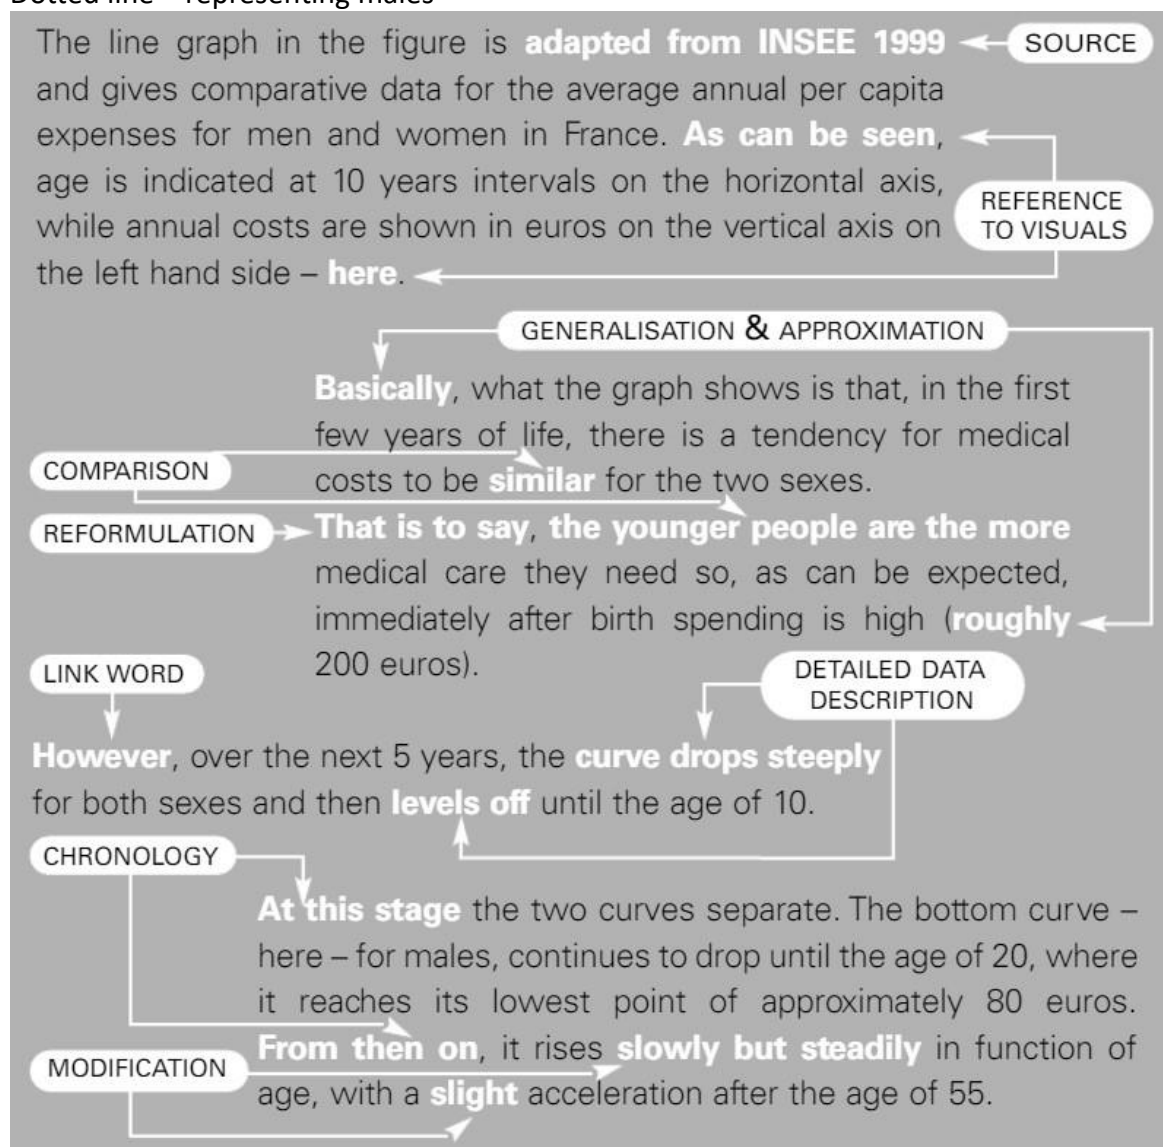 Dotted line – representing males
The line graph in the figure is adapted from INSEE 1999 SOURCE
and gives comparative data for the average annual per capita
expenses for men and women in France. As can be seen,
age is indicated at 10 years intervals on the horizontal axis,
REFERENCE
TO VISUALS
while annual costs are shown in euros on the vertical axis on
the left hand side – here.
GENERALISATION & APPROXIMATION
Basically, what the graph shows is that, in the first
few years of life, there is a tendency for medical
COMPARISON
costs to be similar for the two sexes.
REFORMULATION
That is to say, the younger people are the more
medical care they need so, as can be expected,
immediately after birth spending is high (roughly
200 euros).
LINK WORD
DETAILED DATA
DESCRIPTION
However, over the next 5 years, the curve drops steeply
for both sexes and then levels off until the age of 10.
CHRONOLOGY
At this stage the two curves separate. The bottom curve –
here – for males, continues to drop until the age of 20, where
it reaches its lowest point of approximately 80 euros.
From then on, it rises slowly but steadily in function of
MODIFICATION
age, with a slight acceleration after the age of 55.